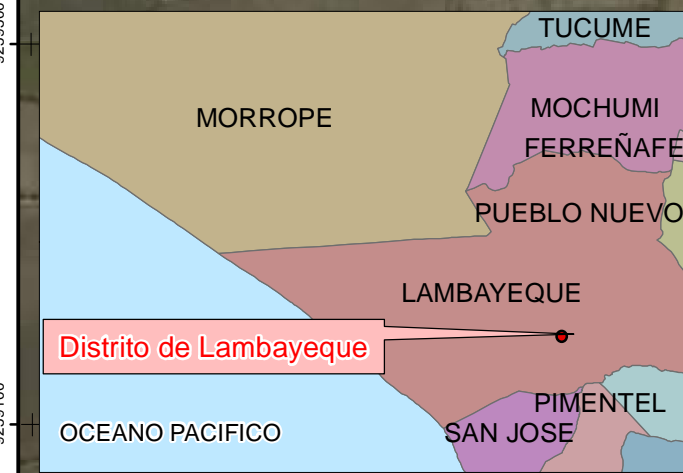 TUCUME
MORROPE
MOCHUMI
FERREÑAFE
PUEBLO NUEVO
LAMBAYEQUE
Distrito de Lambayeque
PIMENTEL
OCEANO PACIFICO
SAN JOSE